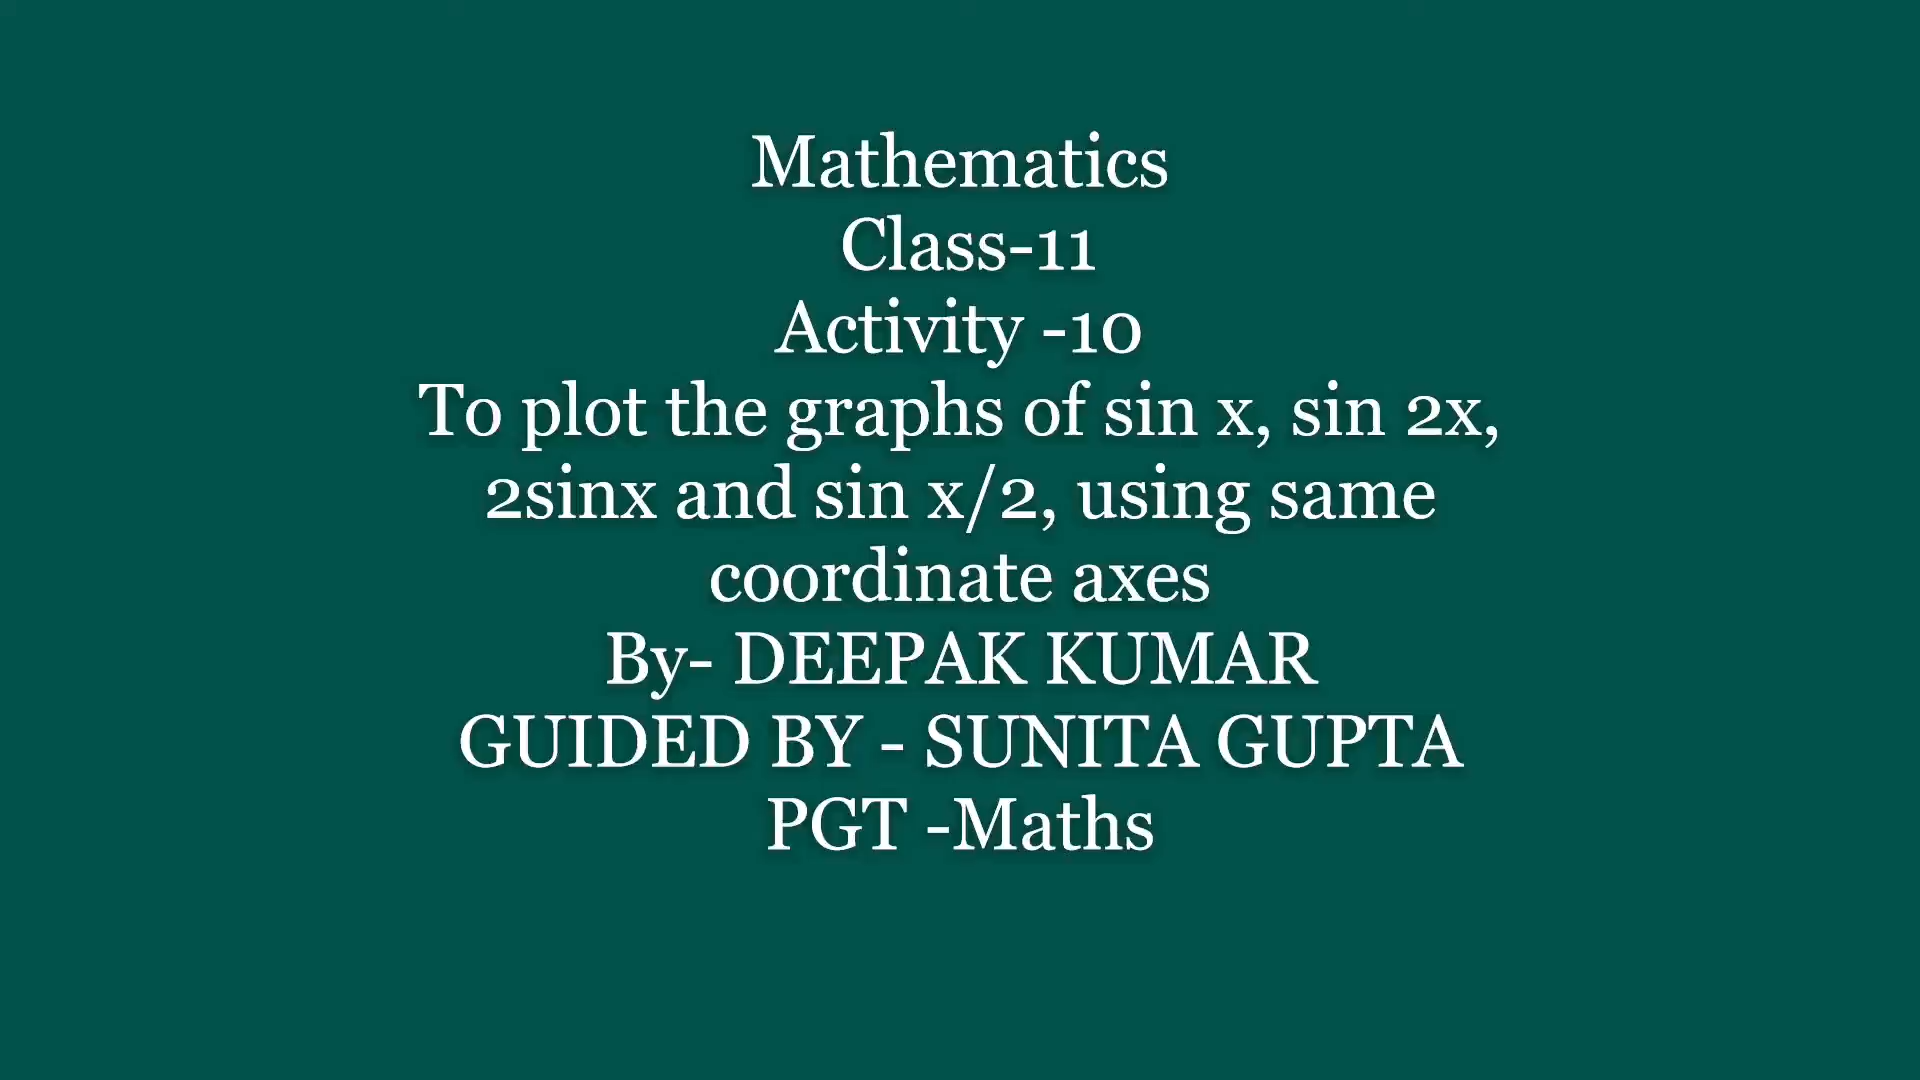 Mathematics
Class-11
Activity -10
To plot the graphs of sin x, sin 2x,
2sinx and sin x/2, using same
coordinate axes
By- DEEPAK KUMAR
GUIDED BY - SUNITA GUPTA
PGT -Maths